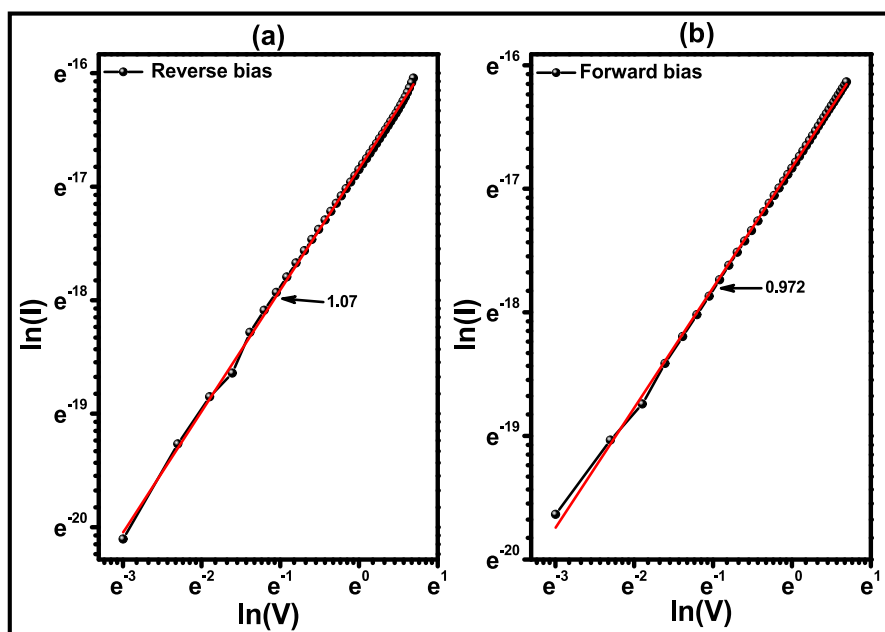 (a)
Reverse bias
e-16
e-17
e-18
e-19
e-20
ln(I)
1.07
e-3
e-2
e-1
e0
e1
ln(V)
(b)
Forward bias
e-16
e-17
e-18
e-19
e-20
ln(I)
0.972
e-3
e-2
e-1
e0
e1
ln(V)